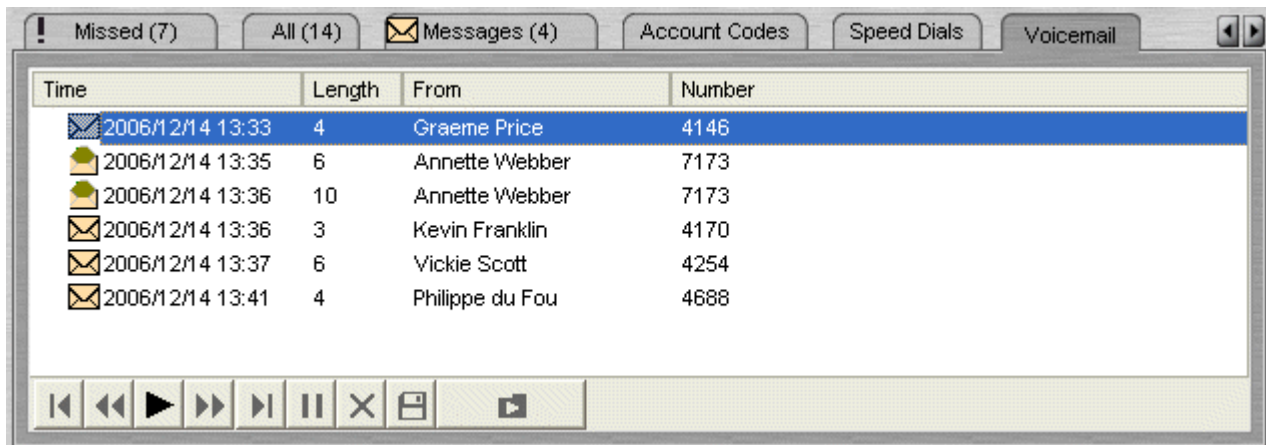 Missed (7) All (14) Messages (4) Account Codes Speed Dials Voicemail
Time Length From Number
2006/12/14 13:33 4 Graeme Price 4146
2006/12/14 13:35 6 Annette Webber 7173
2006/12/14 13:36 10 Annette Webber 7173
2006/12/14 13:36 3 Kevin Franklin 4170
2006/12/14 13:37 6 Vickie Scott 4254
2006/12/14 13:41 4 Philippe du Fou 4688